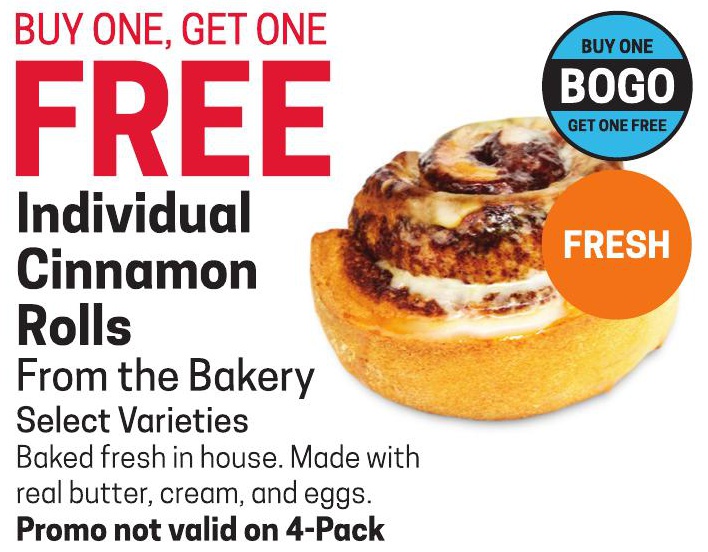 BUY ONE, GET ONE
FREE
Individual
Cinnamon
Rolls
From the Bakery
Select Varieties
Baked fresh in house. Made with
real butter, cream, and eggs.
Promo not valid on 4-Pack
BUY ONE
BOGO
GET ONE FREE
FRESH